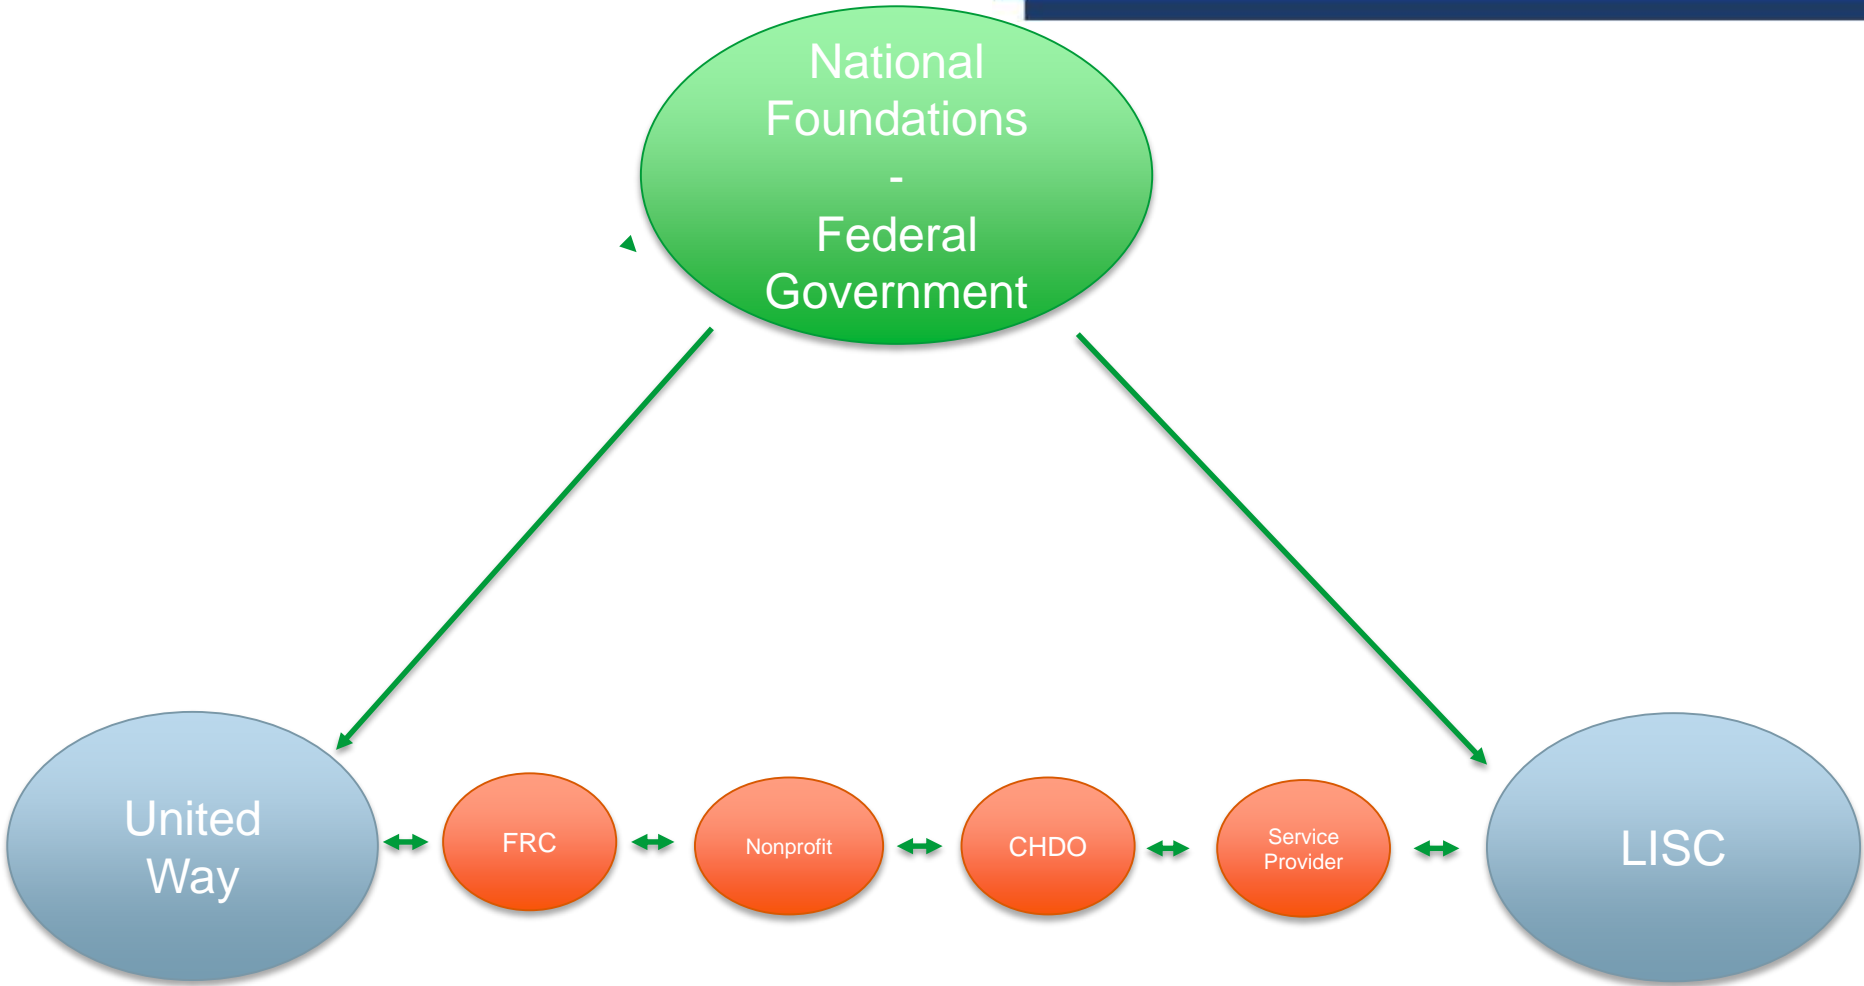 National
Foundations
-
Federal
Government
United
Way
FRC
Nonprofit
CHDO
Service
Provider
LISC